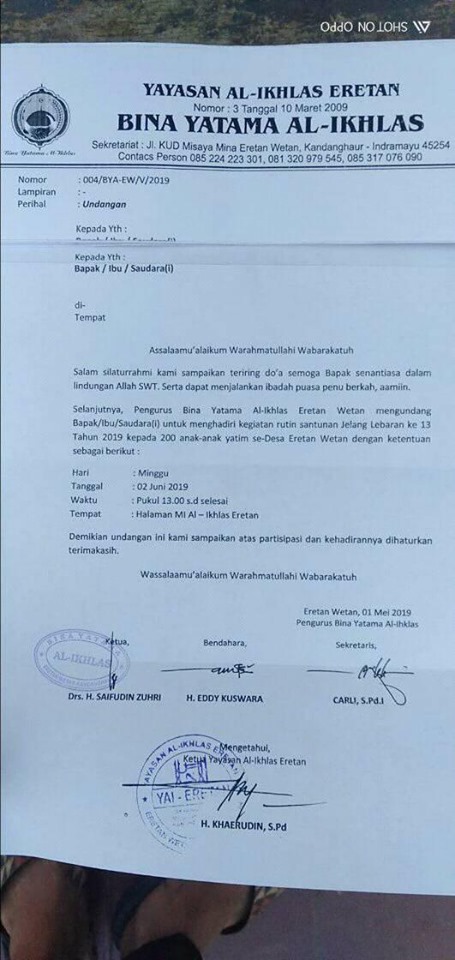 SHOT ON OPPO
YAYASAN AL-IKHLAS ERETAN
Nomor : 3 Tanggal 10 Maret 2009
BINA YATAMA AL-IKHLAS
Bina Yatama Al-Ikhlas
Sekretariat : Jl. KUD Misaya Mina Eretan Wetan, Kandanghaur - Indramayu 45254
Contacs Person 085 224 223 301, 081 320 979 545, 085 317 076 090
Nomor : 004/BYA-EW/V/2019
Lampiran : -
Perihal : Undangan
Kepada Yth :
Bapak / Ibu / Saudara(i)
Kepada Yth :
Bapak / Ibu / Saudara(i)
di-
Tempat
Assalaamu'alaikum Warahmatullahi Wabarakatuh
Salam silaturrahmi kami sampaikan teriring do'a semoga Bapak senantiasa dalam
lindungan Allah SWT. Serta dapat menjalankan ibadah puasa penu berkah, aamiin.
Selanjutnya, Pengurus Bina Yatama Al-Ikhlas Eretan Wetan mengundang
Bapak/Ibu/Saudara(i) untuk menghadiri kegiatan rutin santunan Jelang Lebaran ke 13
Tahun 2019 kepada 200 anak-anak yatim se-Desa Eretan Wetan dengan ketentuan
sebagai berikut :
Hari : Minggu
Tanggal : 02 Juni 2019
Waktu : Pukul 13.00 s.d selesai
Tempat : Halaman MI Al – Ikhlas Eretan
Demikian undangan ini kami sampaikan atas partisipasi dan kehadirannya dihaturkan
terimakasih.
Wassalaamu'alaikum Warahmatullahi Wabarakatuh
Eretan Wetan, 01 Mei 2019
Pengurus Bina Yatama Al-Ihklas
Ketua, Bendahara, Sekretaris,
BINA YATAMA
AL-IKHLAS
Drs. H. SAIFUDIN ZUHRI H. EDDY KUSWARA CARLI, S.Pd.I
Mengetahui,
Ketua Yayasan Al-Ikhlas Eretan
YAYASAN AL-IKHLAS ERETAN
YAI - ERE
H. KHAERUDIN, S.Pd